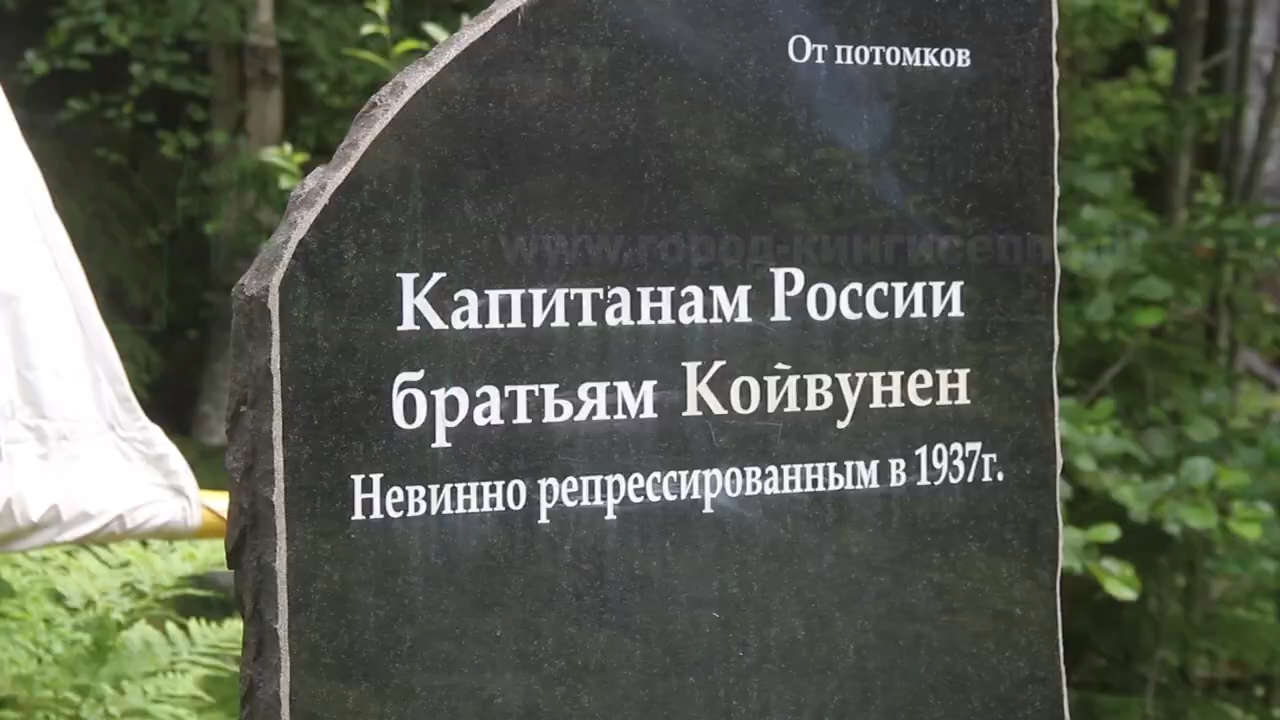 От потомков
Капитанам России
братьям Койвунен
Невинно репрессированным в 1937г.